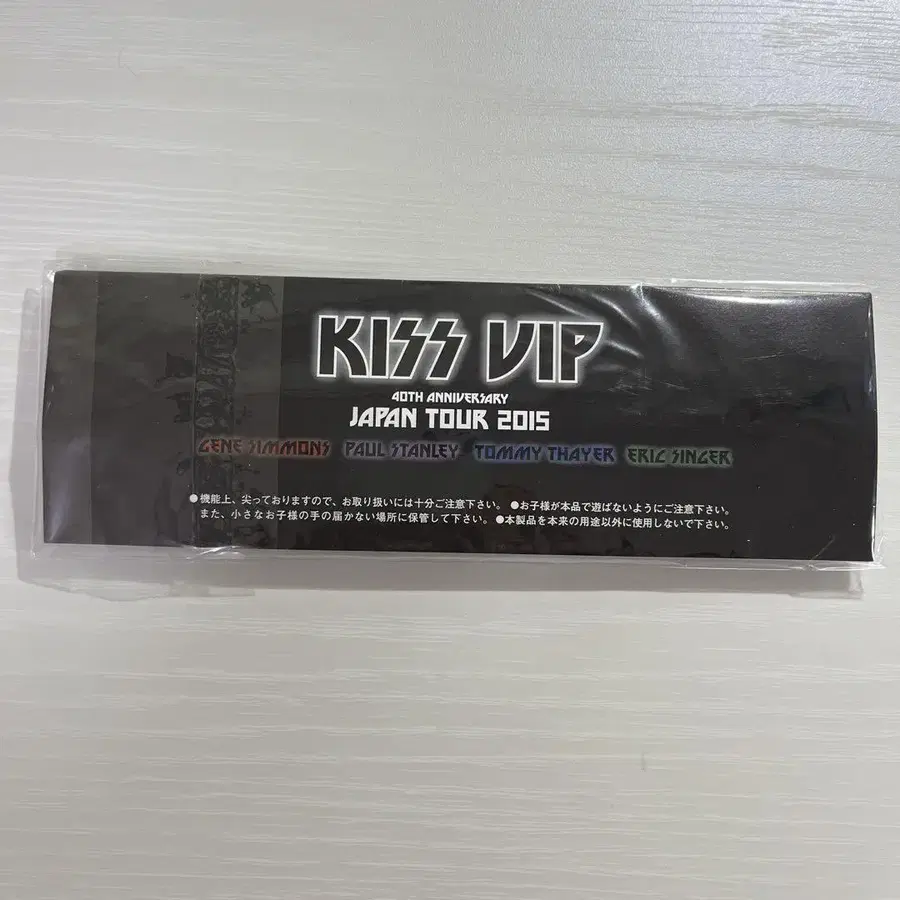 KISS VIP
40TH ANNIVERSARY
JAPAN TOUR 2015
GENE SIMMONS PAUL STANLEY TOMMY THAYER ERIC SINGER
●機能上、尖っておりますので、お取り扱いには十分ご注意下さい。 ●お子様が本品で遊ばないようにご注意下さい。
また、小さなお子様の手の届かない場所に保管して下さい。●本製品を本来の用途以外に使用しないで下さい。